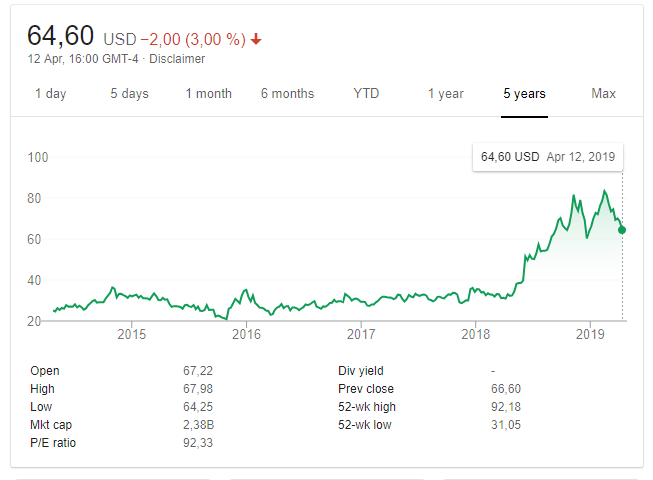 64,60 USD −2,00 (3,00 %)
12 Apr, 16:00 GMT-4 · Disclaimer
1 day 5 days 1 month 6 months YTD 1 year 5 years Max
64,60 USD Apr 12, 2019
100
80
60
40
20
2015 2016 2017 2018 2019
Open 67,22 Div yield -
High 67,98 Prev close 66,60
Low 64,25 52-wk high 92,18
Mkt cap 2,38B 52-wk low 31,05
P/E ratio 92,33